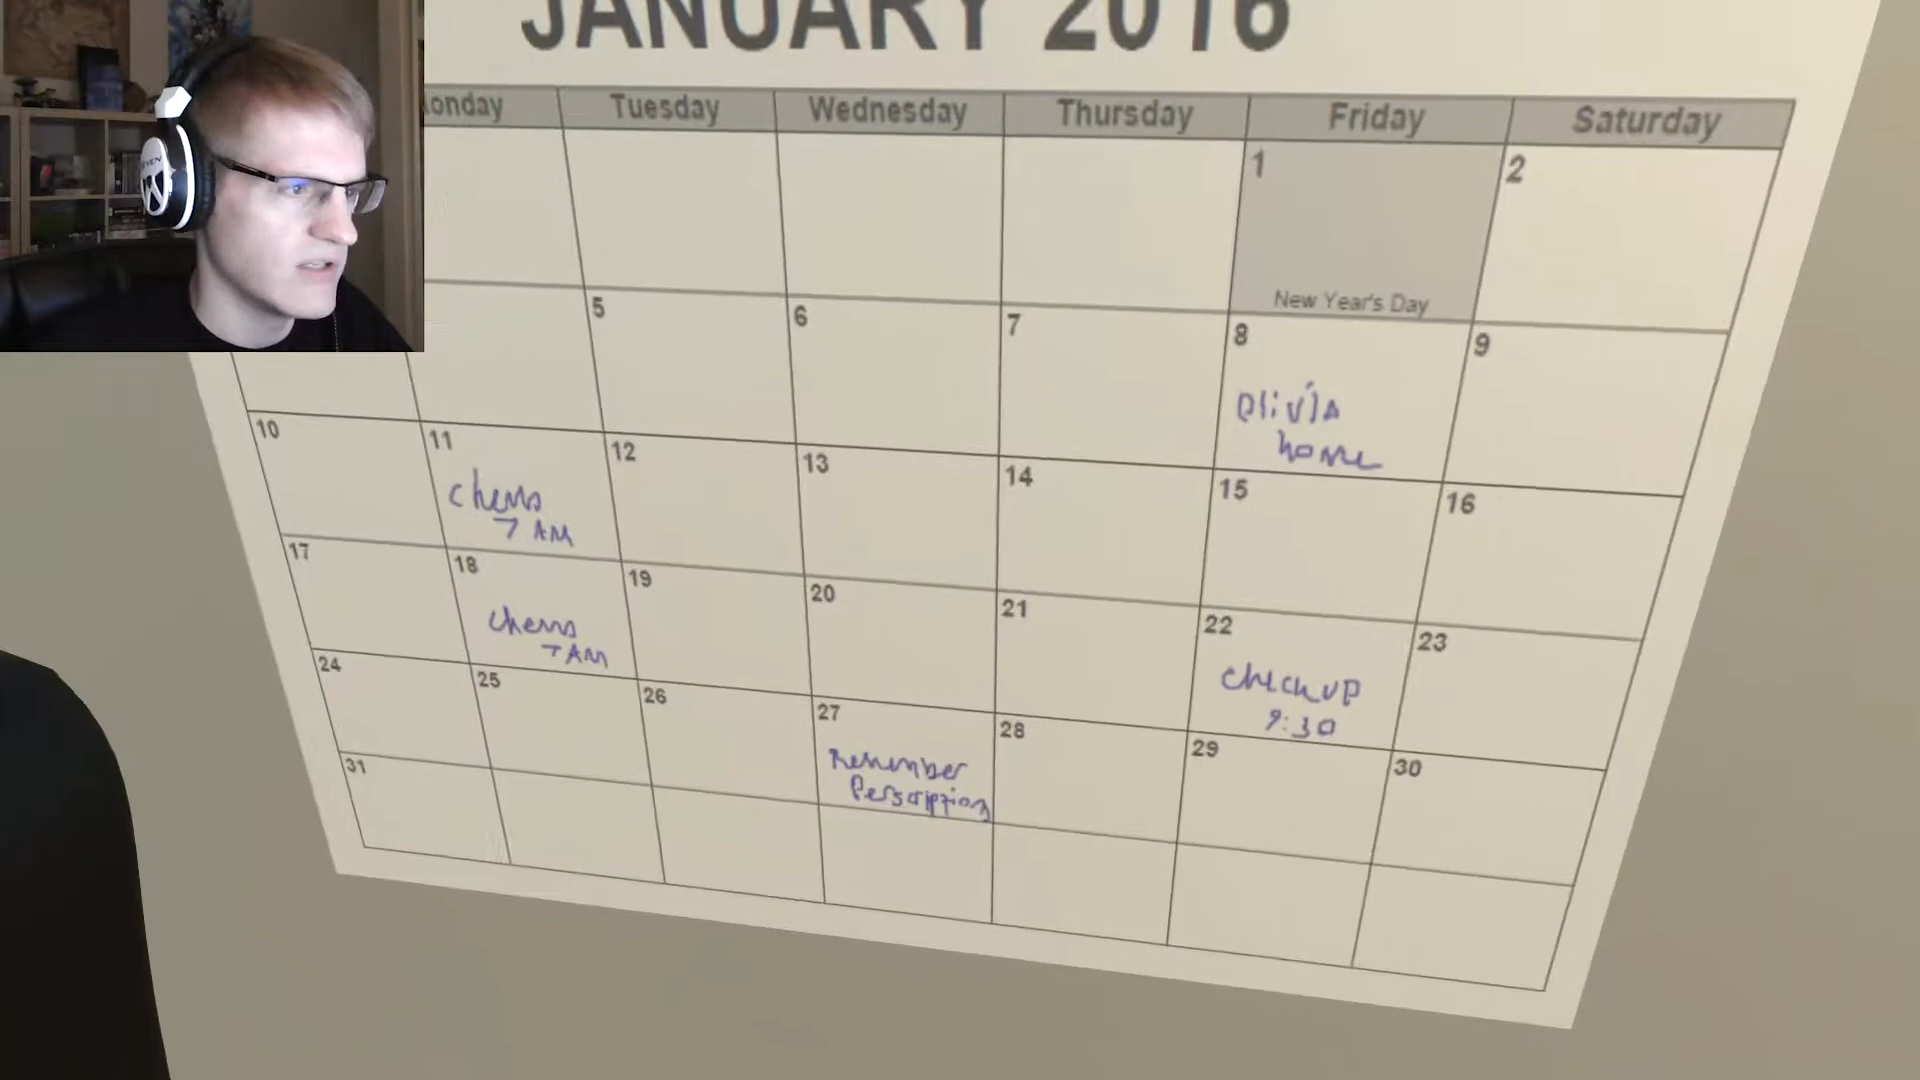 JANUARY 2016
onday Tuesday Wednesday Thursday Friday Saturday
1 2
New Year's Day
5 6 7 8 9
Olivia
home
10 11 12 13 14 15 16
chems
7 AM
17 18 19 20 21 22 23
chems
7 AM
checkup
9:30
24 25 26 27 28 29 30
Remember
Perscription
31